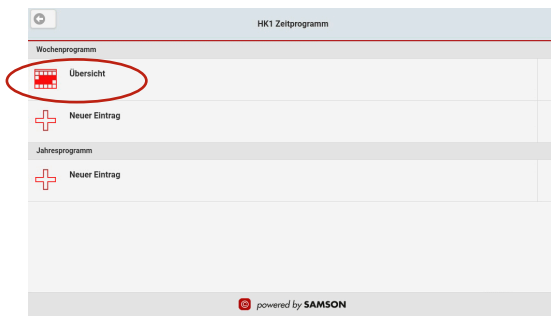 HK1 Zeitprogramm
Wochenprogramm
Übersicht
Neuer Eintrag
Jahresprogramm
Neuer Eintrag
© powered by SAMSON